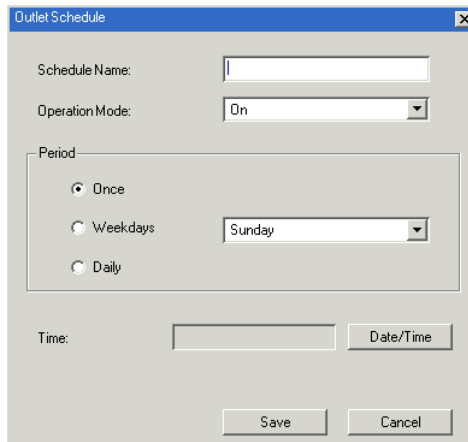 Outlet Schedule
Schedule Name:
Operation Mode: On
Period
Once
Weekdays Sunday
Daily
Time: Date/Time
Save Cancel